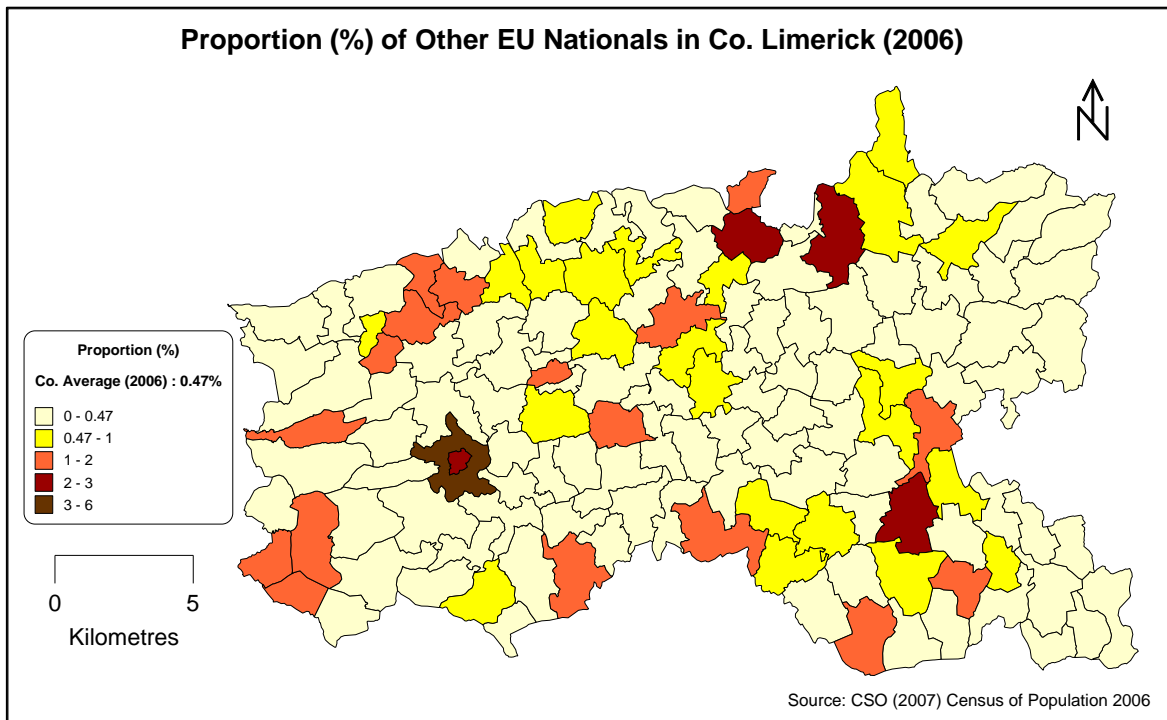 Proportion (%) of Other EU Nationals in Co. Limerick (2006)
N
Proportion (%)
Co. Average (2006) : 0.47%
0 - 0.47
0.47 - 1
1 - 2
2 - 3
3 - 6
0 5
Kilometres
Source: CSO (2007) Census of Population 2006